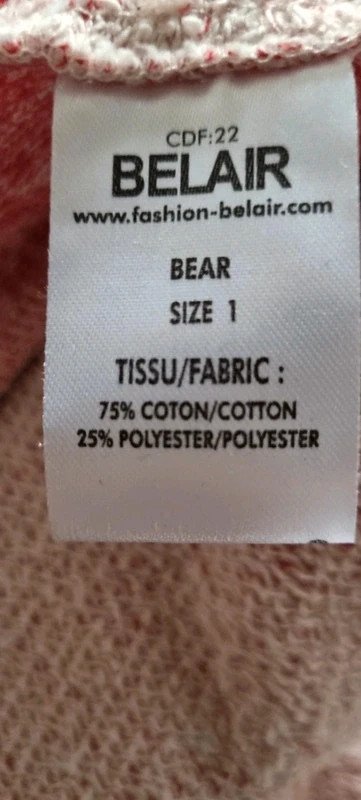 CDF:22
BELAIR
www.fashion-belair.com
BEAR
SIZE 1
TISSU/FABRIC :
75% COTON/COTTON
25% POLYESTER/POLYESTER